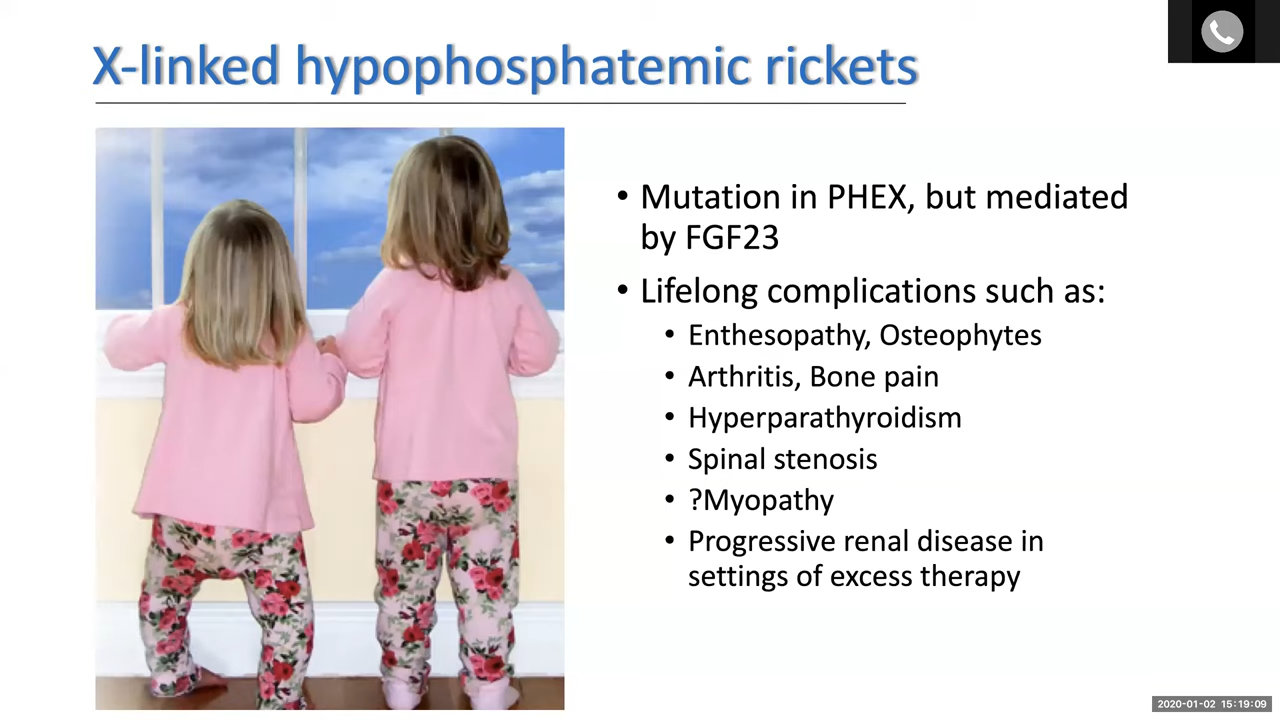 X-linked hypophosphatemic rickets
• Mutation in PHEX, but mediated
by FGF23
• Lifelong complications such as:
• Enthesopathy, Osteophytes
• Arthritis, Bone pain
• Hyperparathyroidism
• Spinal stenosis
• ?Myopathy
• Progressive renal disease in
settings of excess therapy
2020-01-02 15:19:09